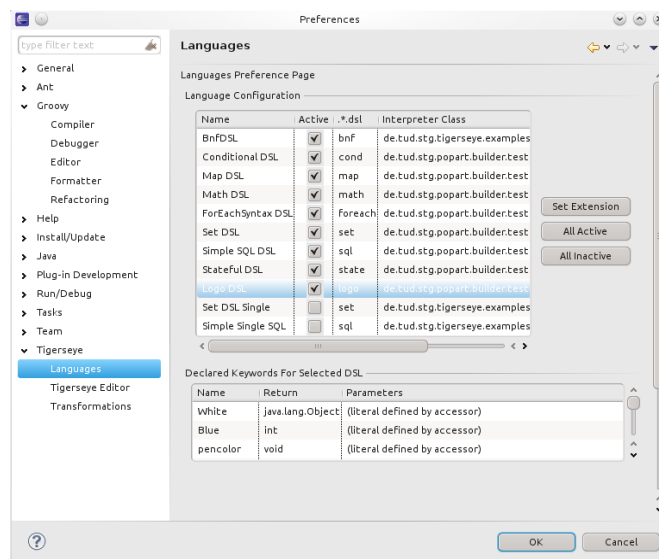 Preferences
type filter text
General
Ant
Groovy
Compiler
Debugger
Editor
Formatter
Refactoring
Help
Install/Update
Java
Plug-in Development
Run/Debug
Tasks
Team
Tigerseye
Languages
Tigerseye Editor
Transformations
Languages
Languages Preference Page
Language Configuration
Name Active .*.dsl Interpreter Class
BnfDSL bnf de.tud.stg.tigerseye.examples
Conditional DSL cond de.tud.stg.popart.builder.test
Map DSL map de.tud.stg.popart.builder.test
Math DSL math de.tud.stg.popart.builder.test
ForEachSyntax DSL foreach de.tud.stg.popart.builder.test
Set DSL set de.tud.stg.popart.builder.test
Simple SQL DSL sql de.tud.stg.popart.builder.test
Stateful DSL state de.tud.stg.popart.builder.test
Logo DSL logo de.tud.stg.popart.builder.test
Set DSL Single set de.tud.stg.tigerseye.examples
Simple Single SQL sql de.tud.stg.tigerseye.examples
Set Extension
All Active
All Inactive
Declared Keywords For Selected DSL
Name Return Parameters
White java.lang.Object (literal defined by accessor)
Blue int (literal defined by accessor)
pencolor void (literal defined by accessor)
? OK Cancel